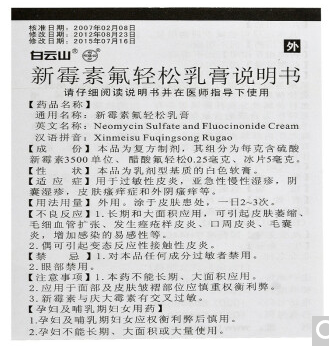 核准日期：2007年02月08日
修改日期：2012年08月23日
修改日期：2015年07月16日
白云山
外
新霉素氟轻松乳膏说明书
请仔细阅读说明书并在医师指导下使用
【药品名称】
通用名称：新霉素氟轻松乳膏
英文名称：Neomycin Sulfate and Fluocinonide Cream
汉语拼音：Xinmeisu Fuqingsong Rugao
【成　份】本品为复方制剂，其组分为每克含硫酸
新霉素3500单位、醋酸氟轻松0.25毫克、冰片5毫克。
【性　状】本品为乳剂型基质的白色软膏。
【适 应 症】用于过敏性皮炎，亚急性慢性湿疹，阴
囊湿疹，皮肤瘙痒症和外阴瘙痒等。
【用法用量】外用。涂于皮肤患处，一日2~3次。
【不良反应】1.长期和大面积应用，可引起皮肤萎缩、
毛细血管扩张、发生痤疮样皮炎、口周皮炎、毛囊
炎，增加感染的易感性等。
2.偶可引起变态反应性接触性皮炎。
【禁　忌】1.对本品任何成分过敏者禁用。
2.眼部禁用。
【注意事项】1.本药不能长期、大面积应用。
2.应用于面部及皮肤皱褶部位应慎重权衡利弊。
3.新霉素与庆大霉素有交叉过敏。
【孕妇及哺乳期妇女用药】
1.孕妇及哺乳期妇女应权衡利弊后慎用。
2.孕妇不能长期、大面积或大量使用。